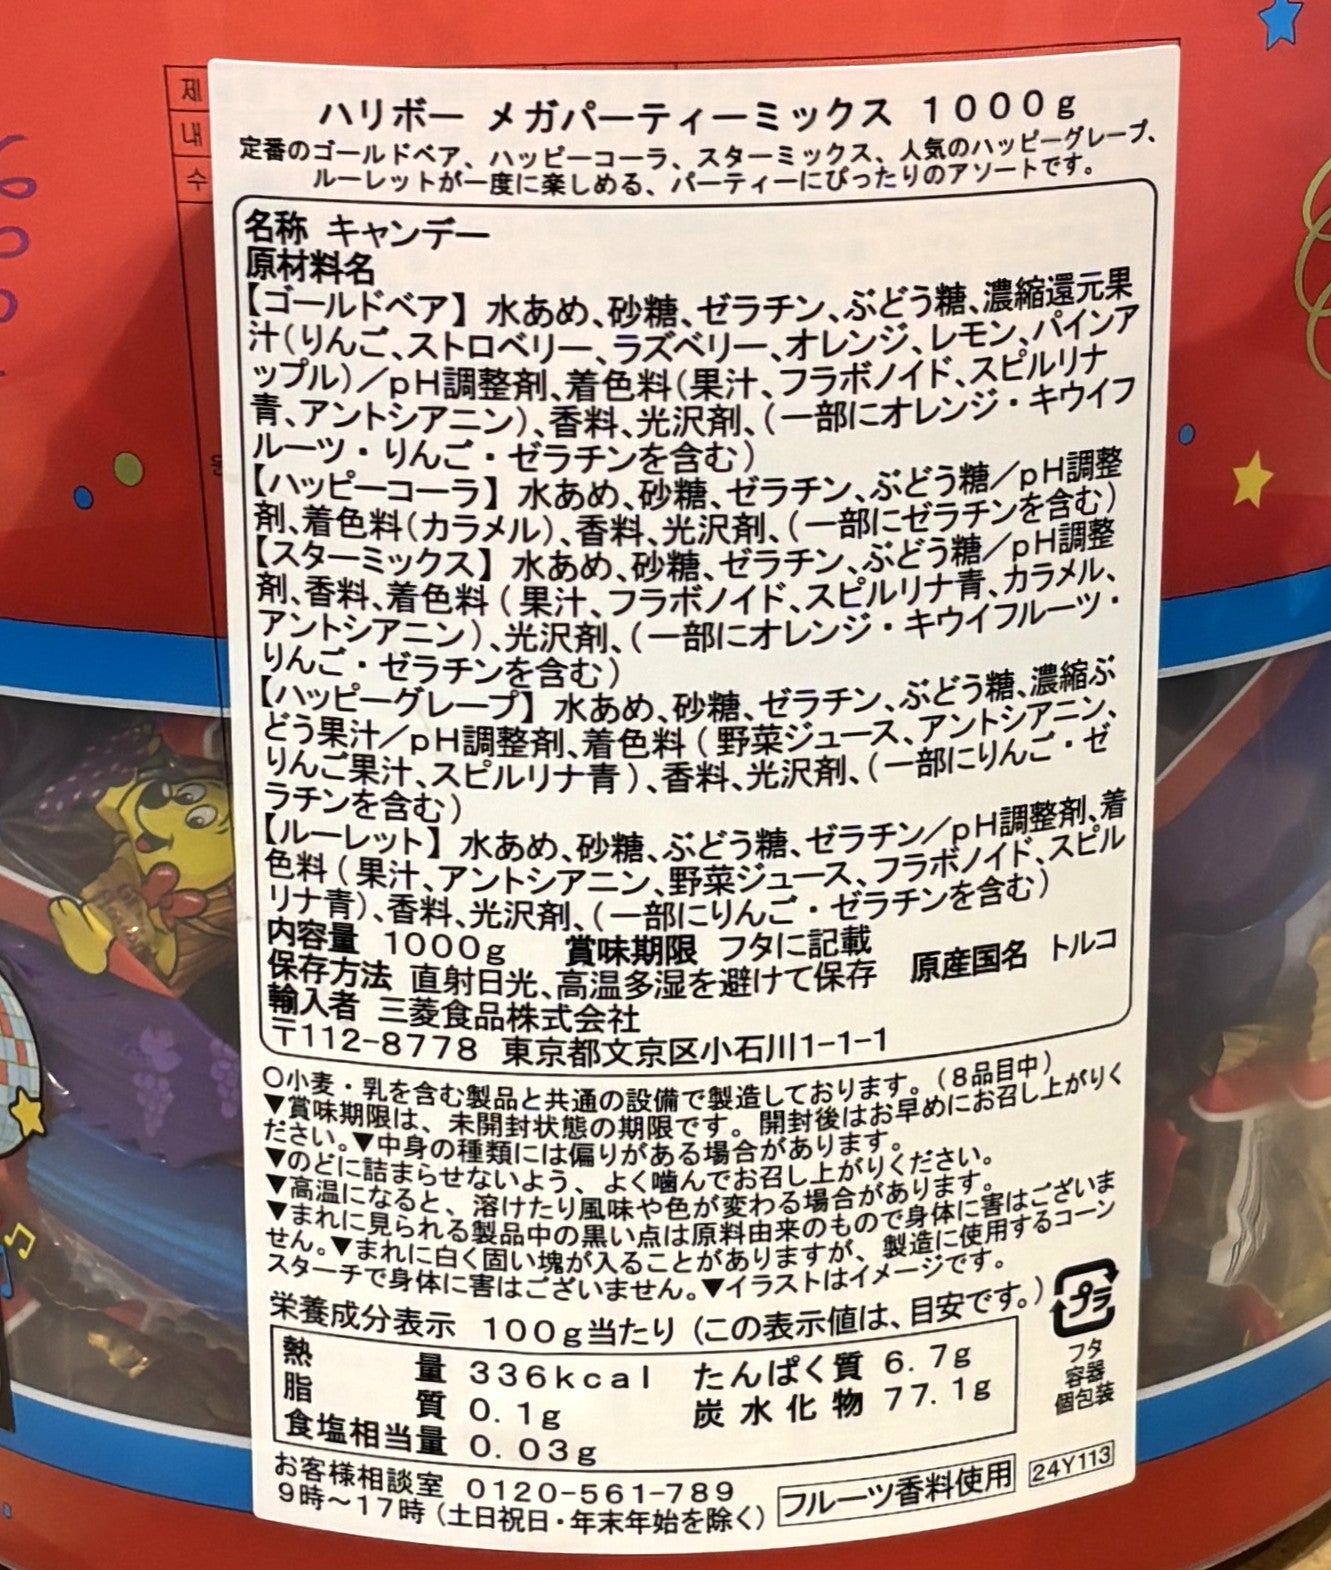 제
내
수
ハリボー メガパーティーミックス 1000g
定番のゴールドベア、ハッピーコーラ、スターミックス、人気のハッピーグレープ、
ルーレットが一度に楽しめる、パーティーにぴったりのアソートです。
名称 キャンデー
原材料名
【ゴールドベア】水あめ、砂糖、ゼラチン、ぶどう糖、濃縮還元果
汁(りんご、ストロベリー、ラズベリー、オレンジ、レモン、パインア
ップル)/pH調整剤、着色料(果汁、フラボノイド、スピルリナ
青、アントシアニン)、香料、光沢剤、(一部にオレンジ・キウイフ
ルーツ・りんご・ゼラチンを含む)
【ハッピーコーラ】水あめ、砂糖、ゼラチン、ぶどう糖/pH調整
剤、着色料(カラメル)、香料、光沢剤、(一部にゼラチンを含む)
【スターミックス】水あめ、砂糖、ゼラチン、ぶどう糖/pH調整
剤、香料、着色料(果汁、フラボノイド、スピルリナ青、カラメル、
アントシアニン)、光沢剤、(一部にオレンジ・キウイフルーツ・
りんご・ゼラチンを含む)
【ハッピーグレープ】水あめ、砂糖、ゼラチン、ぶどう糖、濃縮ぶ
どう果汁/pH調整剤、着色料(野菜ジュース、アントシアニン、
りんご果汁、スピルリナ青)、香料、光沢剤、(一部にりんご・ゼ
ラチンを含む)
【ルーレット】水あめ、砂糖、ぶどう糖、ゼラチン/pH調整剤、着
色料(果汁、アントシアニン、野菜ジュース、フラボノイド、スピル
リナ青)、香料、光沢剤、(一部にりんご・ゼラチンを含む)
内容量 1000g 賞味期限 フタに記載
保存方法 直射日光、高温多湿を避けて保存 原産国名 トルコ
輸入者 三菱食品株式会社
〒112-8778 東京都文京区小石川1-1-1
○小麦・乳を含む製品と共通の設備で製造しております。(8品目中)
▼賞味期限は、未開封状態の期限です。開封後はお早めにお召し上がりく
ださい。▼中身の種類には偏りがある場合があります。
▼のどに詰まらせないよう、よく噛んでお召し上がりください。
▼高温になると、溶けたり風味や色が変わる場合があります。
▼まれに見られる製品中の黒い点は原料由来のもので身体に害はございま
せん。▼まれに白く固い塊が入ることがありますが、製造に使用するコーン
スターチで身体に害はございません。▼イラストはイメージです。
栄養成分表示 100g当たり(この表示値は、目安です。)
熱量 336kcal たんぱく質 6.7g
脂質 0.1g 炭水化物 77.1g
食塩相当量 0.03g
プラ
フタ
容器
個包装
お客様相談室 0120-561-789
9時~17時(土日祝日・年末年始を除く)
フルーツ香料使用
24Y113